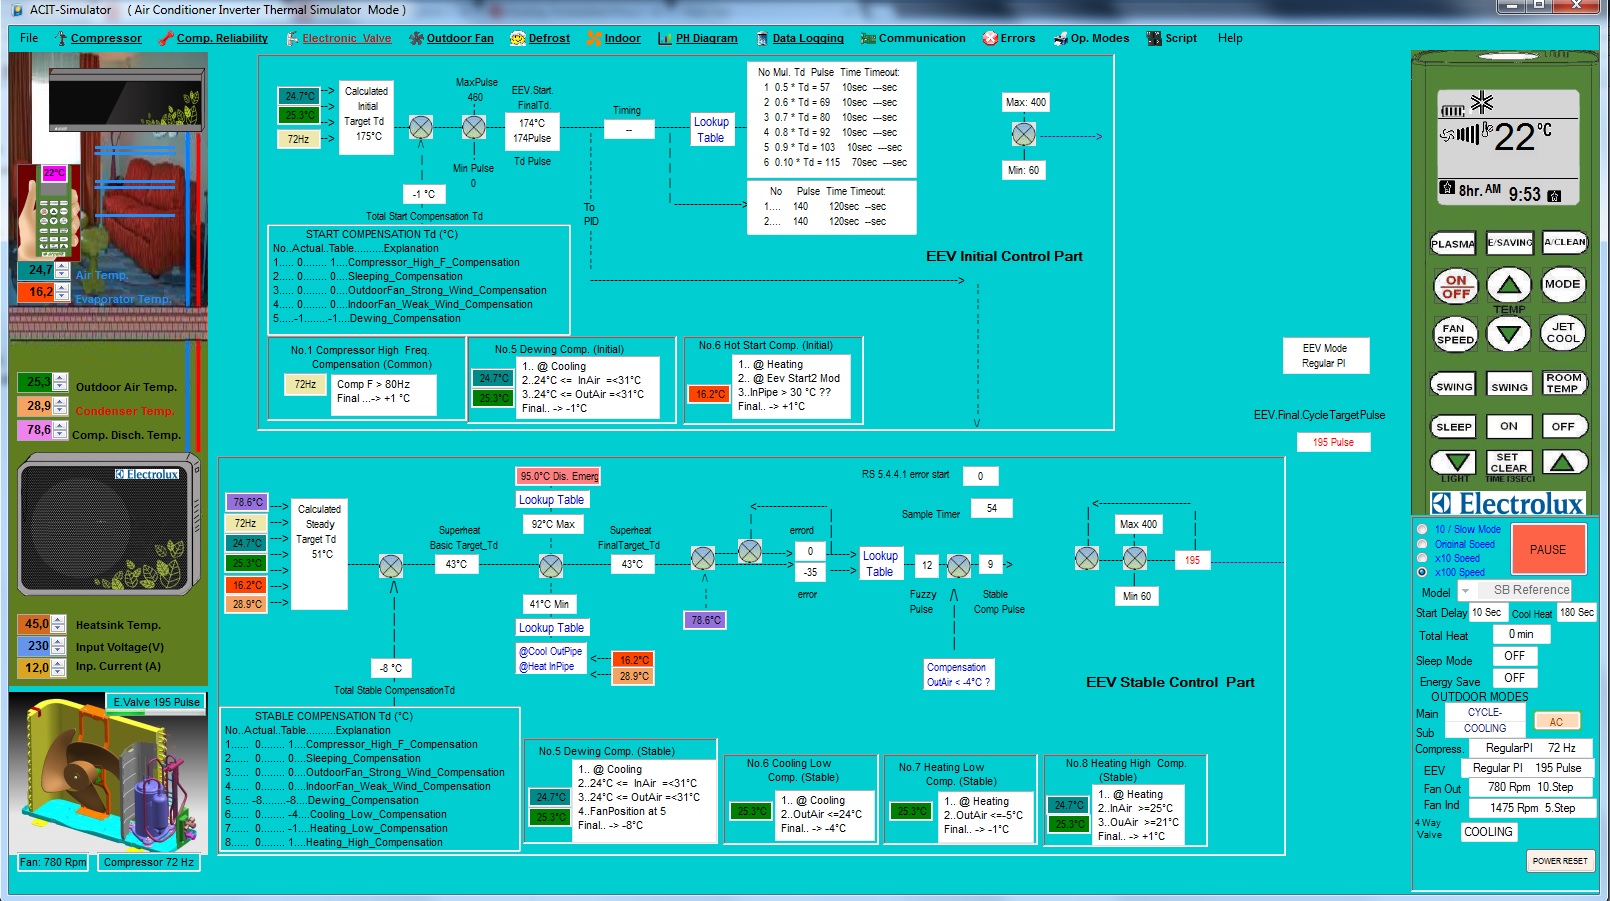 ACIT-Simulator ( Air Conditioner Inverter Thermal Simulator Mode )
File Compressor Comp. Reliability Electronic_Valve Outdoor Fan Defrost Indoor PH Diagram Data Logging Communication Errors Op. Modes Script Help
22°C
24,7 Air Temp.
16,2 Evaporator Temp.
25,3 Outdoor Air Temp.
28,9 Condenser Temp.
78,6 Comp. Disch. Temp.
Electrolux
45,0 Heatsink Temp.
230 Input Voltage(V)
12,0 Inp. Current (A)
E.Valve 195 Pulse
Fan: 780 Rpm Compressor 72 Hz
24.7°C -->
25.3°C -->
72Hz -->
Calculated
Initial
Target Td
175°C
MaxPulse
460
Min Pulse
0
EEV.Start.
FinalTd.
174°C
174Pulse
Td Pulse
-1 °C
Total Start Compensation Td
Timing
--
To
PID
Lookup
Table
No Mul. Td Pulse Time Timeout:
1 0.5 * Td = 57 10sec ---sec
2 0.6 * Td = 69 10sec ---sec
3 0.7 * Td = 80 10sec ---sec
4 0.8 * Td = 92 10sec ---sec
5 0.9 * Td = 103 10sec ---sec
6 0.10 * Td = 115 70sec ---sec
No Pulse Time Timeout:
1.... 140 120sec --sec
2.... 140 120sec --sec
Max: 400
Min: 60
EEV Initial Control Part
START COMPENSATION Td (°C)
No..Actual..Table.........Explanation
1..... 0........ 1....Compressor_High_F_Compensation
2..... 0........ 0....Sleeping_Compensation
3..... 0........ 0....OutdoorFan_Strong_Wind_Compensation
4..... 0........ 0....IndoorFan_Weak_Wind_Compensation
5.....-1........-1....Dewing_Compensation
No.1 Compressor High Freq.
Compensation (Common)
72Hz
Comp F > 80Hz
Final ...-> +1 °C
No.5 Dewing Comp. (Initial)
24.7°C
25.3°C
1.. @ Cooling
2..24°C <= InAir =<31°C
3..24°C <= OutAir =<31°C
Final.. -> -1°C
No.6 Hot Start Comp. (Initial)
16.2°C
1.. @ Heating
2.. @ Eev Start2 Mod
3..InPipe > 30 °C ??
Final.. -> +1°C
EEV Mode
Regular PI
EEV.Final.CycleTargetPulse
195 Pulse
78.6°C -->
72Hz -->
24.7°C -->
25.3°C -->
16.2°C -->
28.9°C -->
Calculated
Steady
Target Td
51°C
-8 °C
Total Stable CompensationTd
Superheat
Basic Target_Td
43°C
95.0°C Dis. Emerg
Lookup Table
92°C Max
41°C Min
Lookup Table
@Cool OutPipe
@Heat InPipe
16.2°C
28.9°C
Superheat
FinalTarget_Td
43°C
78.6°C
errord
0
-35
error
Lookup
Table
RS 5.4.4.1 error start 0
Sample Timer 54
12
Fuzzy
Pulse
9
Stable
Comp Pulse
Compensation
OutAir < -4°C ?
Max 400
Min 60
195
EEV Stable Control Part
STABLE COMPENSATION Td (°C)
No..Actual..Table.........Explanation
1..... 0........ 1....Compressor_High_F_Compensation
2..... 0........ 0....Sleeping_Compensation
3..... 0........ 0....OutdoorFan_Strong_Wind_Compensation
4..... 0........ 0....IndoorFan_Weak_Wind_Compensation
5..... -8........-8....Dewing_Compensation
6..... 0........ -4....Cooling_Low_Compensation
7..... 0........ -1....Heating_Low_Compensation
8..... 0........ 1....Heating_High_Compensation
No.5 Dewing Comp. (Stable)
24.7°C
25.3°C
1.. @ Cooling
2..24°C <= InAir =<31°C
3..24°C <= OutAir =<31°C
4..FanPosition at 5
Final.. -> -8°C
No.6 Cooling Low
Comp. (Stable)
25.3°C
1.. @ Cooling
2..OutAir <=24°C
Final.. -> -4°C
No.7 Heating Low
Comp. (Stable)
25.3°C
1.. @ Heating
2..OutAir <=-5°C
Final.. -> -1°C
No.8 Heating High Comp.
(Stable)
24.7°C
25.3°C
1.. @ Heating
2..InAir >=25°C
3..OuAir >=21°C
Final.. -> +1°C
22°C
8hr. AM 9:53
PLASMA E/SAVING A/CLEAN
ON
OFF
TEMP
MODE
FAN
SPEED
JET
COOL
SWING SWING ROOM
TEMP
SLEEP ON OFF
LIGHT
SET
CLEAR
TIME [3SEC]
Electrolux
10 / Slow Mode
Original Speed
x10 Speed
x100 Speed
PAUSE
Model SB Reference
Start Delay 10 Sec Cool Heat 180 Sec
Total Heat 0 min
Sleep Mode OFF
Energy Save OFF
OUTDOOR MODES
Main CYCLE-
Sub COOLING
AC
Compress. RegularPI 72 Hz
EEV Regular PI 195 Pulse
Fan Out 780 Rpm 10.Step
Fan Ind 1475 Rpm 5.Step
4 Way
Valve
COOLING
POWER RESET